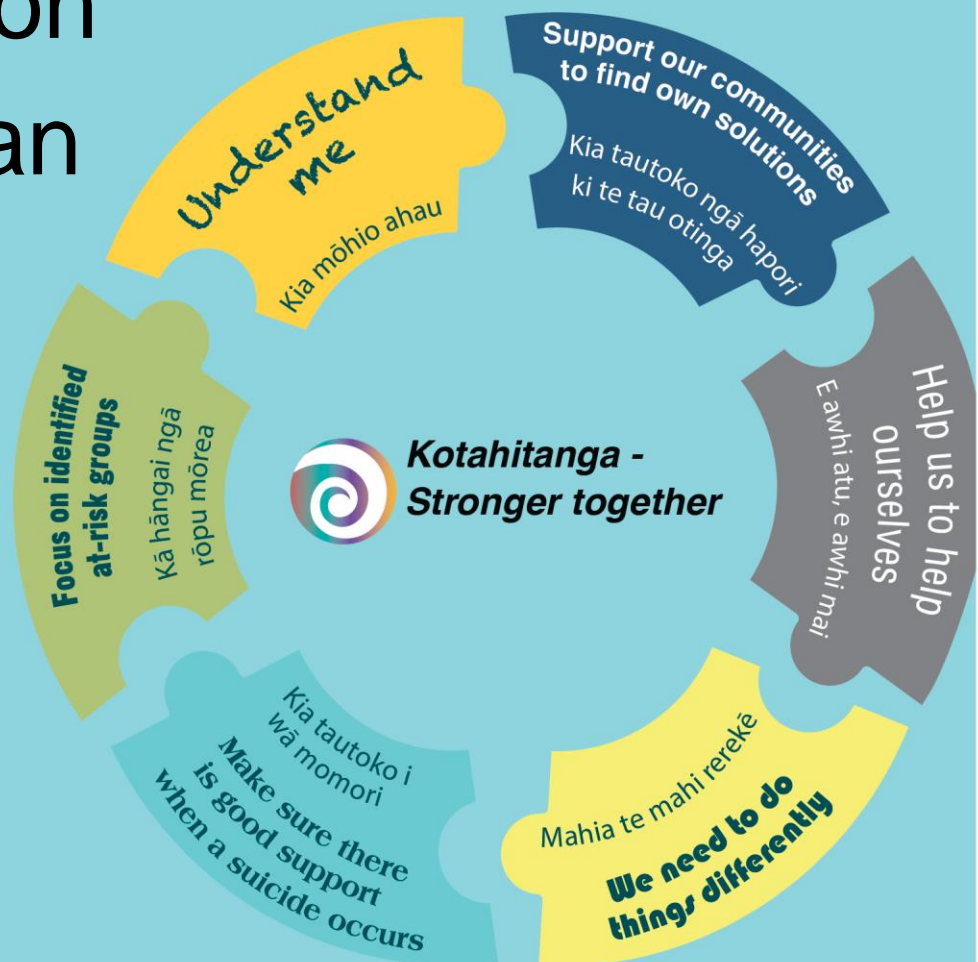 on
an
Understand
me
Kia mōhio ahau
Support our communities
to find own solutions
Kia tautoko ngā hapori
ki te tau otinga
Help us to help
ourselves
E awhi atu, e awhi mai
We need to do
things differently
Mahia te mahi rerekē
Kia tautoko i
wā momori
Make sure there
is good support
when a suicide occurs
Focus on identified
at-risk groups
Kā hāngai ngā
rōpu mōrea
Kotahitanga -
Stronger together